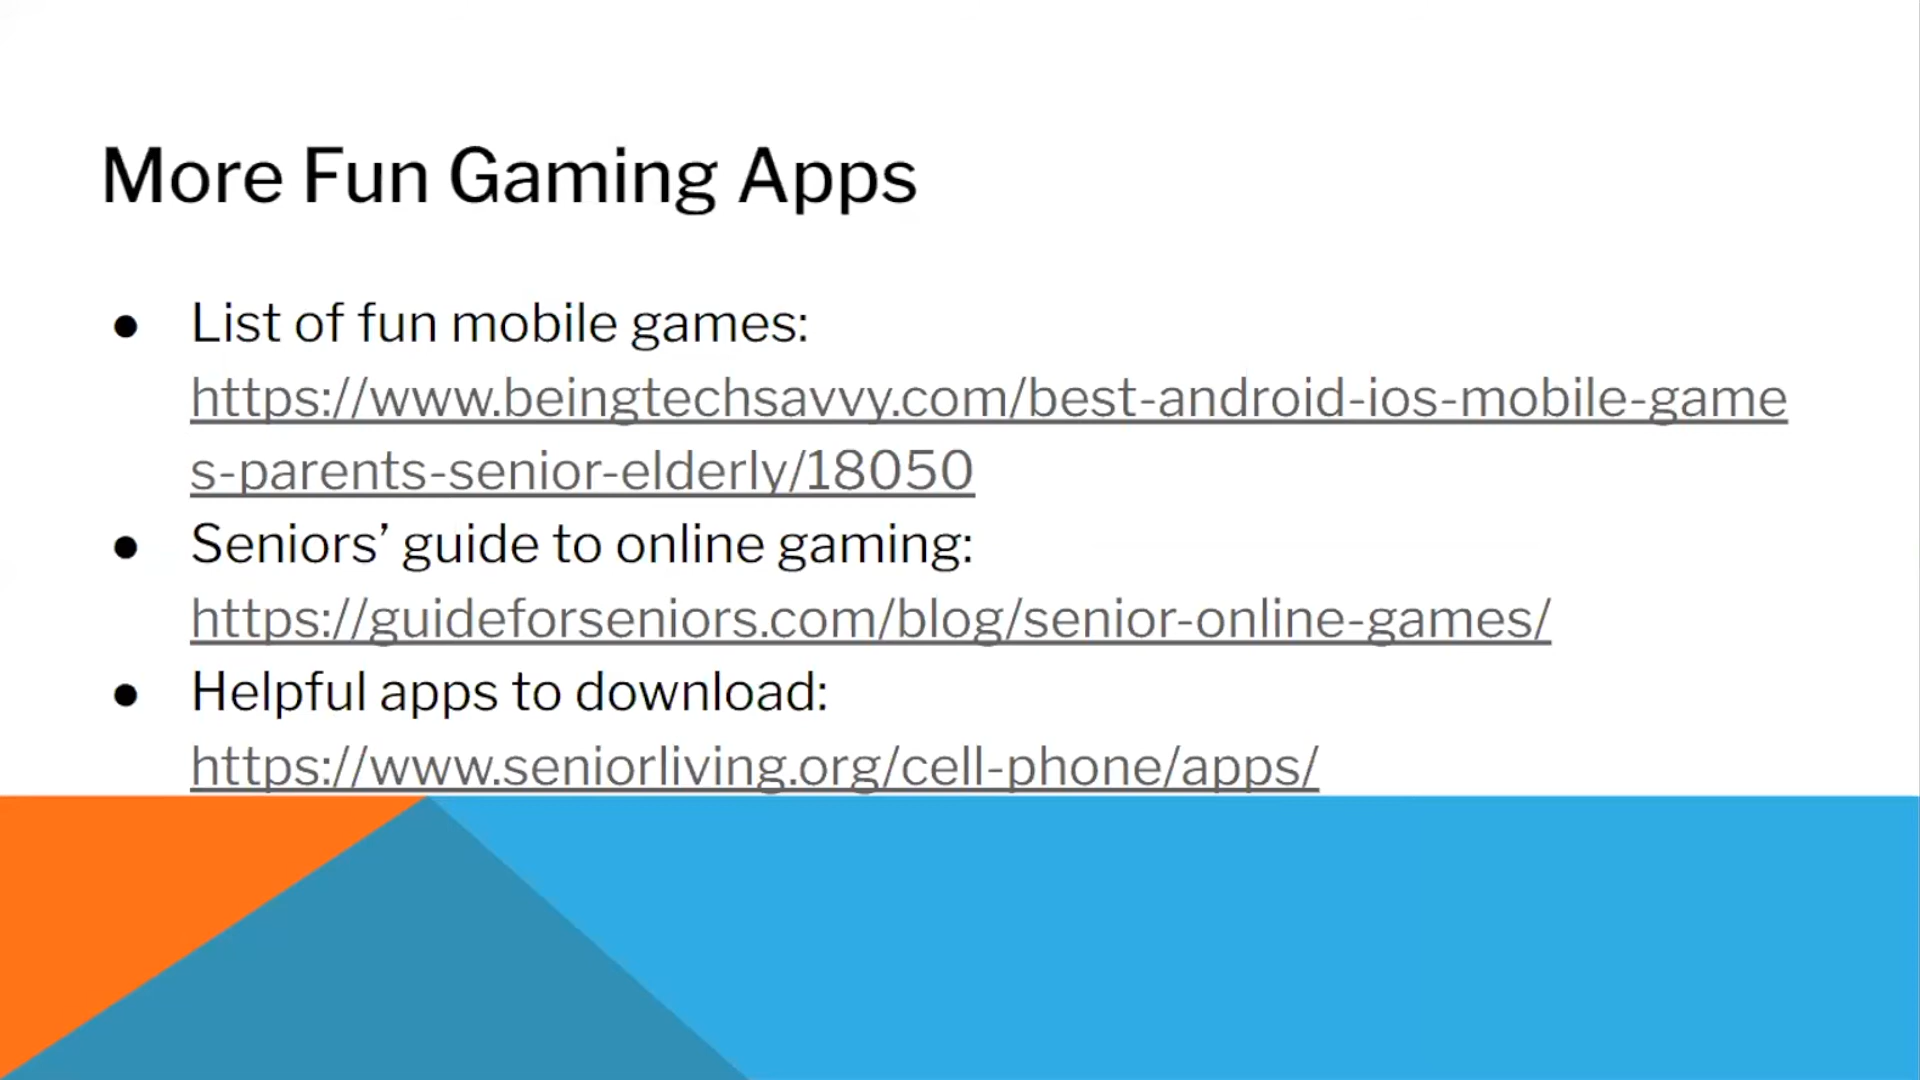 More Fun Gaming Apps
● List of fun mobile games:
https://www.beingtechsavvy.com/best-android-ios-mobile-game
s-parents-senior-elderly/18050
● Seniors’ guide to online gaming:
https://guideforseniors.com/blog/senior-online-games/
● Helpful apps to download:
https://www.seniorliving.org/cell-phone/apps/